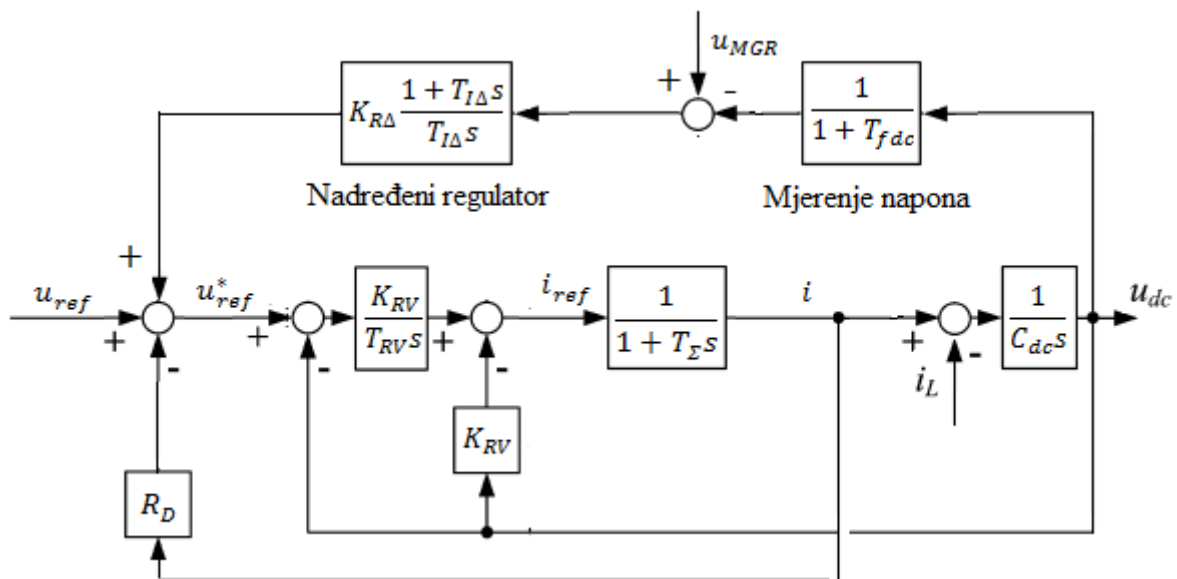 u_MGR
+
-
K_RΔ (1 + T_IΔ s)/(T_IΔ s)
1/(1 + T_fdc)
Nadređeni regulator
Mjerenje napona
+
u_ref
+
-
u*_ref
+
-
K_RV/(T_RV s)
+
-
i_ref
1/(1 + T_Σ s)
i
+
-
i_L
1/(C_dc s)
u_dc
K_RV
R_D